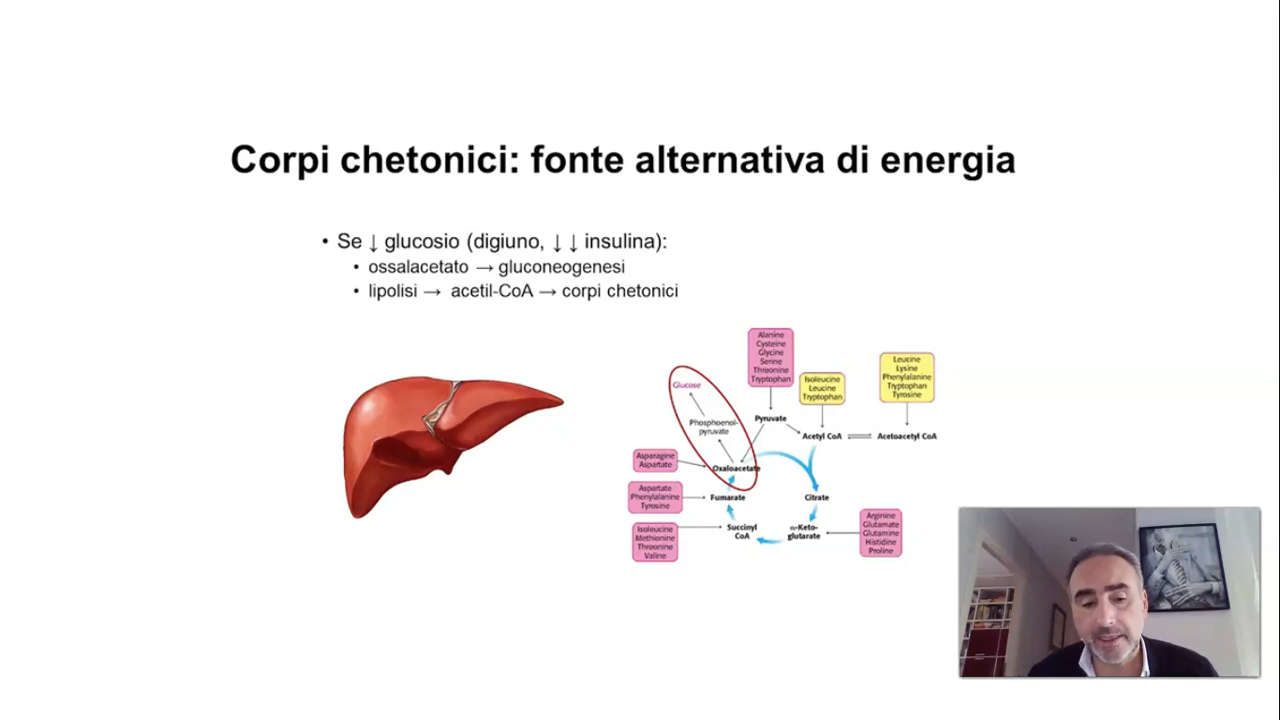 Corpi chetonici: fonte alternativa di energia
• Se ↓ glucosio (digiuno, ↓ ↓ insulina):
• ossalacetato → gluconeogenesi
• lipolisi → acetil-CoA → corpi chetonici
Alanine
Cysteine
Glycine
Serine
Threonine
Tryptophan
Leucine
Lysine
Phenylalanine
Tryptophan
Tyrosine
Isoleucine
Leucine
Tryptophan
Glucose
Phosphoenol-
pyruvate
Pyruvate
Acetyl CoA
Acetoacetyl CoA
Asparagine
Aspartate
Oxaloacetate
Aspartate
Phenylalanine
Tyrosine
Fumarate
Citrate
Isoleucine
Methionine
Threonine
Valine
Succinyl
CoA
α-Keto-
glutarate
Arginine
Glutamate
Glutamine
Histidine
Proline